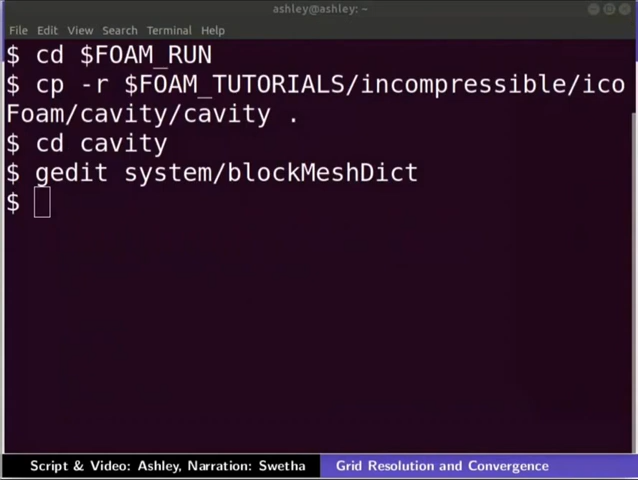 ashley@ashley: ~
File Edit View Search Terminal Help
$ cd $FOAM_RUN
$ cp -r $FOAM_TUTORIALS/incompressible/ico
Foam/cavity/cavity .
$ cd cavity
$ gedit system/blockMeshDict
$
Script & Video: Ashley, Narration: Swetha Grid Resolution and Convergence